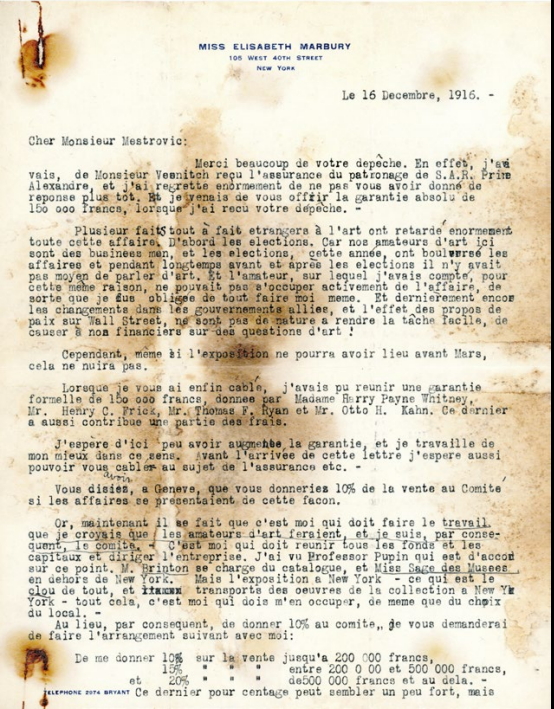 MISS ELISABETH MARBURY
105 WEST 40TH STREET
NEW YORK
Le 16 Decembre, 1916. -
Cher Monsieur Mestrovic:
Merci beaucoup de votre depêche. En effet, j'avai
vais, de Monsieur Vesnitch reçu l'assurance du patronage de S.A.R. Prin
Alexandre, et j'ai regretté enormement de ne pas vous avoir donné de
reponse plus tôt. Et je venais de vous offrir la garantie absolu de
150 000 francs, lorsque j'ai recu votre depeche. -
Plusieur faits tout à fait etrangers à l'art ont retardé enormement
toute cette affaire. D'abord les elections. Car nos amateurs d'art ici
sont des business men, et les elections, cette année, ont boulversé les
affaires et pendant longtemps avant et après les elections il n'y avait
pas moyen de parler d'art. Et l'amateur, sur lequel j'avais compté, pour
cette même raison, ne pouvait pas s'occuper activement de l'affaire, de
sorte que je fus obligée de tout faire moi meme. Et dernierement encor
les changements dans les gouvernements allies, et l'effet des propos de
paix sur Wall Street, ne sont pas de nature a rendre la tâche facile, de
causer à nos financiers sur des questions d'art !
Cependant, même si l'exposition ne pourra avoir lieu avant Mars,
cela ne nuira pas.
Lorsque je vous ai enfin cablé, j'avais pu reunir une garantie
formelle de 150 000 francs, donnee par Madame Harry Payne Whitney,
Mr. Henry C. Frick, Mr. Thomas F. Ryan et Mr. Otto H. Kahn. Ce dernier
a aussi contribue une partie des frais.
J'espère d'ici peu avoir augmente la garantie, et je travaille de
mon mieux dans ce sens. Avant l'arrivée de cette lettre j'espere aussi
pouvoir vous cabler au sujet de l'assurance etc. -
avoir
Vous disiez, a Geneve, que vous donneriez 10% de la vente au Comité
si les affaires se presentaient de cette facon.
Or, maintenant il se fait que c'est moi qui doit faire le travail
que je croyais que les amateurs d'art feraient, et je suis, par conse-
quent, le comite. - C'est moi qui doit reunir tous les fonds et les
capitaux et diriger l'entreprise. J'ai vu Professor Pupin qui est d'accord
sur ce point. M. Brinton se charge du catalogue, et Miss Sage des Musees
en dehors de New York. Mais l'exposition a New York - ce qui est le
clou de tout, et transports des oeuvres de la collection a New Y
York - tout cela, c'est moi qui dois m'en occuper, de meme que du choix
du local. -
Au lieu, par consequent, de donner 10% au comite, je vous demanderai
de faire l'arrangement suivant avec moi:
De me donner 10% sur la vente jusqu'a 200 000 francs,
15% " " " entre 200 000 et 500 000 francs,
et 20% " " " de 500 000 francs et au dela. -
TELEPHONE 2974 BRYANT Ce dernier pour centage peut sembler un peu fort, mais